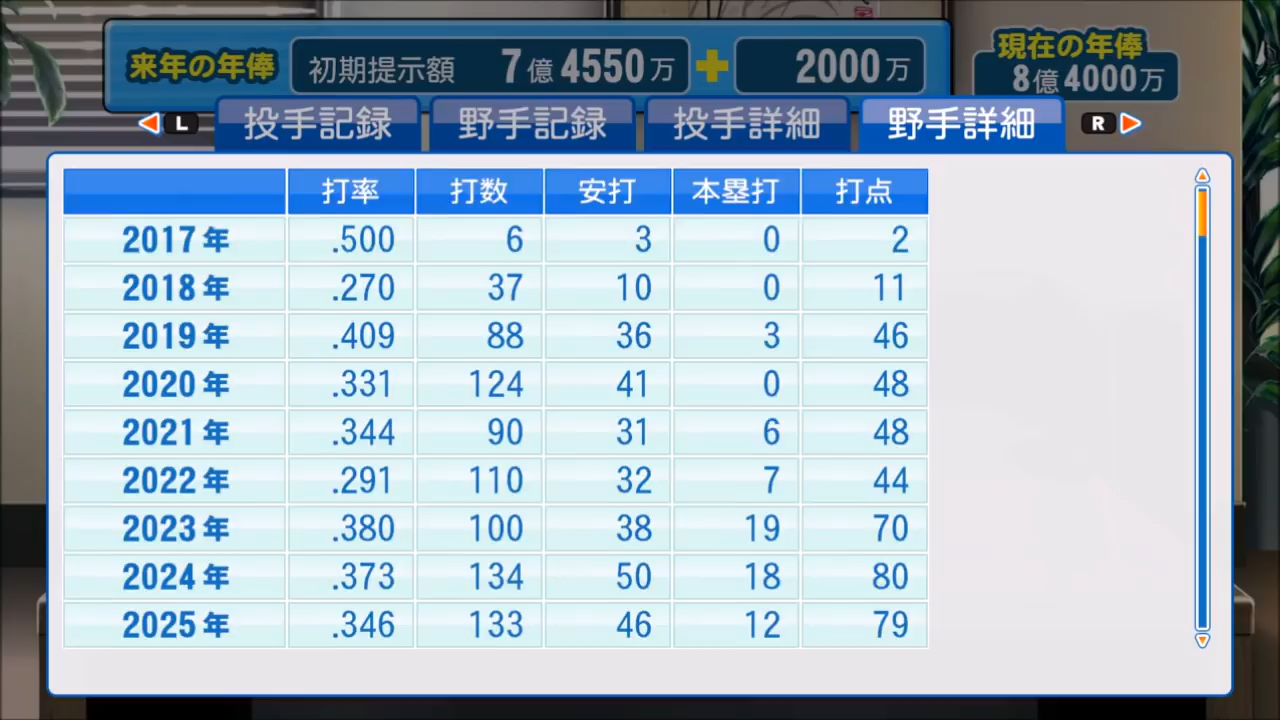 来年の年俸 初期提示額 7億4550万 + 2000万
現在の年俸
8億4000万
L 投手記録 野手記録 投手詳細 野手詳細 R
打率 打数 安打 本塁打 打点
2017年 .500 6 3 0 2
2018年 .270 37 10 0 11
2019年 .409 88 36 3 46
2020年 .331 124 41 0 48
2021年 .344 90 31 6 48
2022年 .291 110 32 7 44
2023年 .380 100 38 19 70
2024年 .373 134 50 18 80
2025年 .346 133 46 12 79